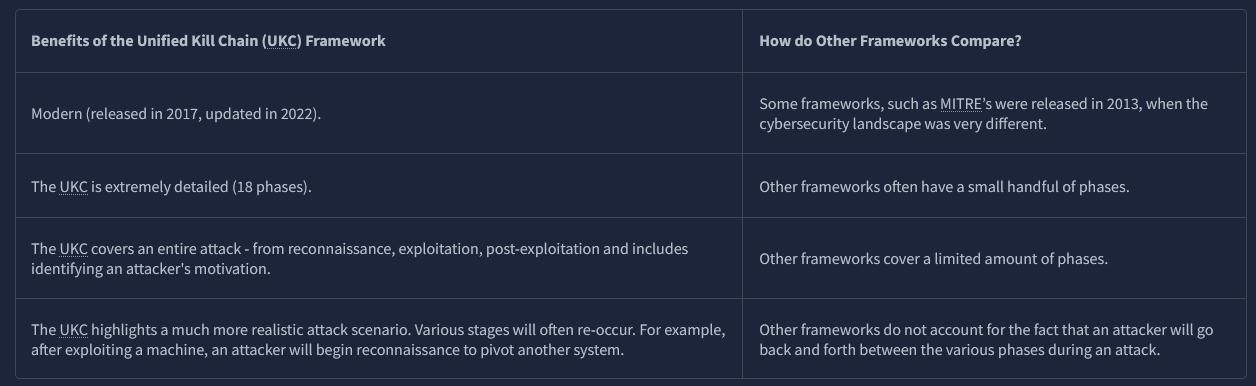 Benefits of the Unified Kill Chain (UKC) Framework
How do Other Frameworks Compare?
Modern (released in 2017, updated in 2022).
Some frameworks, such as MITRE’s were released in 2013, when the
cybersecurity landscape was very different.
The UKC is extremely detailed (18 phases).
Other frameworks often have a small handful of phases.
The UKC covers an entire attack - from reconnaissance, exploitation, post-exploitation and includes
identifying an attacker's motivation.
Other frameworks cover a limited amount of phases.
The UKC highlights a much more realistic attack scenario. Various stages will often re-occur. For example,
after exploiting a machine, an attacker will begin reconnaissance to pivot another system.
Other frameworks do not account for the fact that an attacker will go
back and forth between the various phases during an attack.